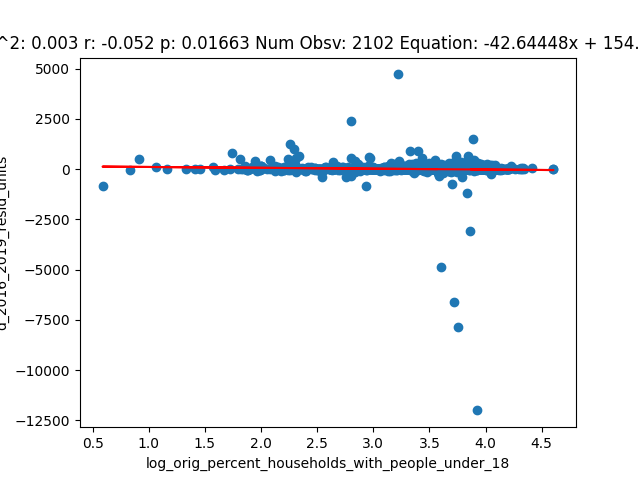 ^2: 0.003 r: -0.052 p: 0.01663 Num Obsv: 2102 Equation: -42.64448x + 154.
5000
2500
0
−2500
−5000
−7500
−10000
−12500
d_2016_2019_resid_units
0.5 1.0 1.5 2.0 2.5 3.0 3.5 4.0 4.5
log_orig_percent_households_with_people_under_18